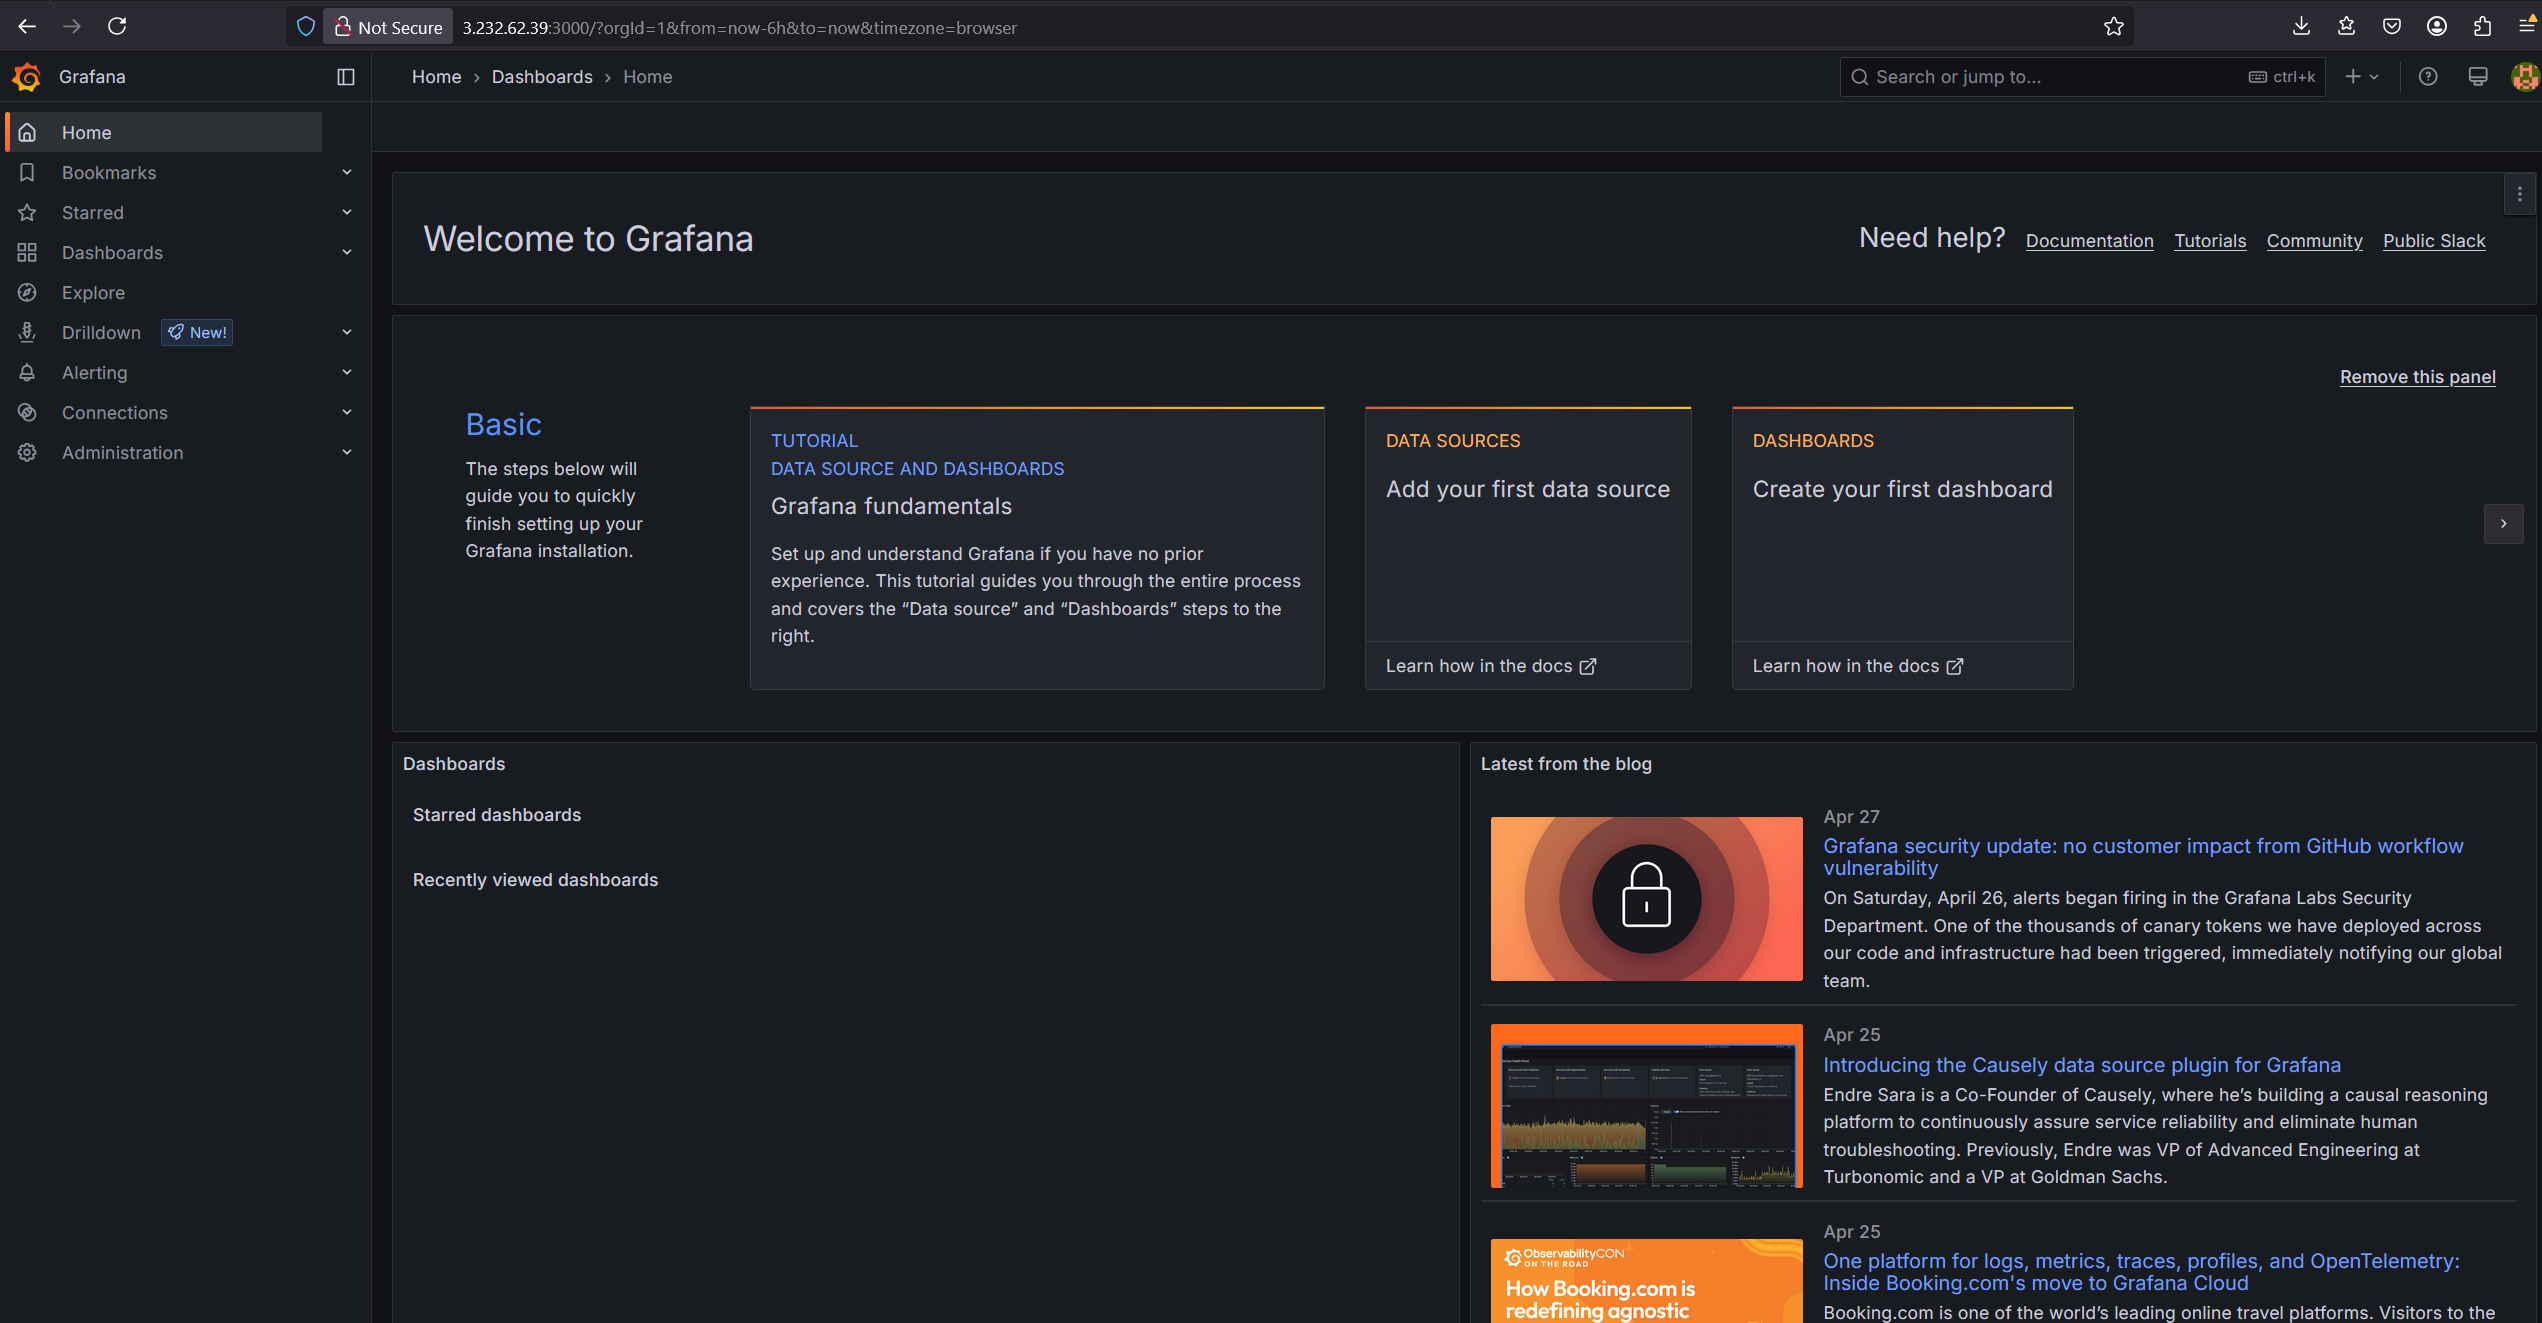 Not Secure 3.232.62.39:3000/?orgId=1&from=now-6h&to=now&timezone=browser
Grafana
Home › Dashboards › Home
Search or jump to... ctrl+k
Home
Bookmarks
Starred
Dashboards
Explore
Drilldown New!
Alerting
Connections
Administration
Welcome to Grafana
Need help? Documentation Tutorials Community Public Slack
Remove this panel
Basic
The steps below will
guide you to quickly
finish setting up your
Grafana installation.
TUTORIAL
DATA SOURCE AND DASHBOARDS
Grafana fundamentals
Set up and understand Grafana if you have no prior
experience. This tutorial guides you through the entire process
and covers the “Data source” and “Dashboards” steps to the
right.
DATA SOURCES
Add your first data source
Learn how in the docs
DASHBOARDS
Create your first dashboard
Learn how in the docs
Dashboards
Starred dashboards
Recently viewed dashboards
Latest from the blog
Apr 27
Grafana security update: no customer impact from GitHub workflow
vulnerability
On Saturday, April 26, alerts began firing in the Grafana Labs Security
Department. One of the thousands of canary tokens we have deployed across
our code and infrastructure had been triggered, immediately notifying our global
team.
Apr 25
Introducing the Causely data source plugin for Grafana
Endre Sara is a Co-Founder of Causely, where he’s building a causal reasoning
platform to continuously assure service reliability and eliminate human
troubleshooting. Previously, Endre was VP of Advanced Engineering at
Turbonomic and a VP at Goldman Sachs.
ObservabilityCON
ON THE ROAD
How Booking.com is
redefining agnostic
Apr 25
One platform for logs, metrics, traces, profiles, and OpenTelemetry:
Inside Booking.com's move to Grafana Cloud
Booking.com is one of the world’s leading online travel platforms. Visitors to the